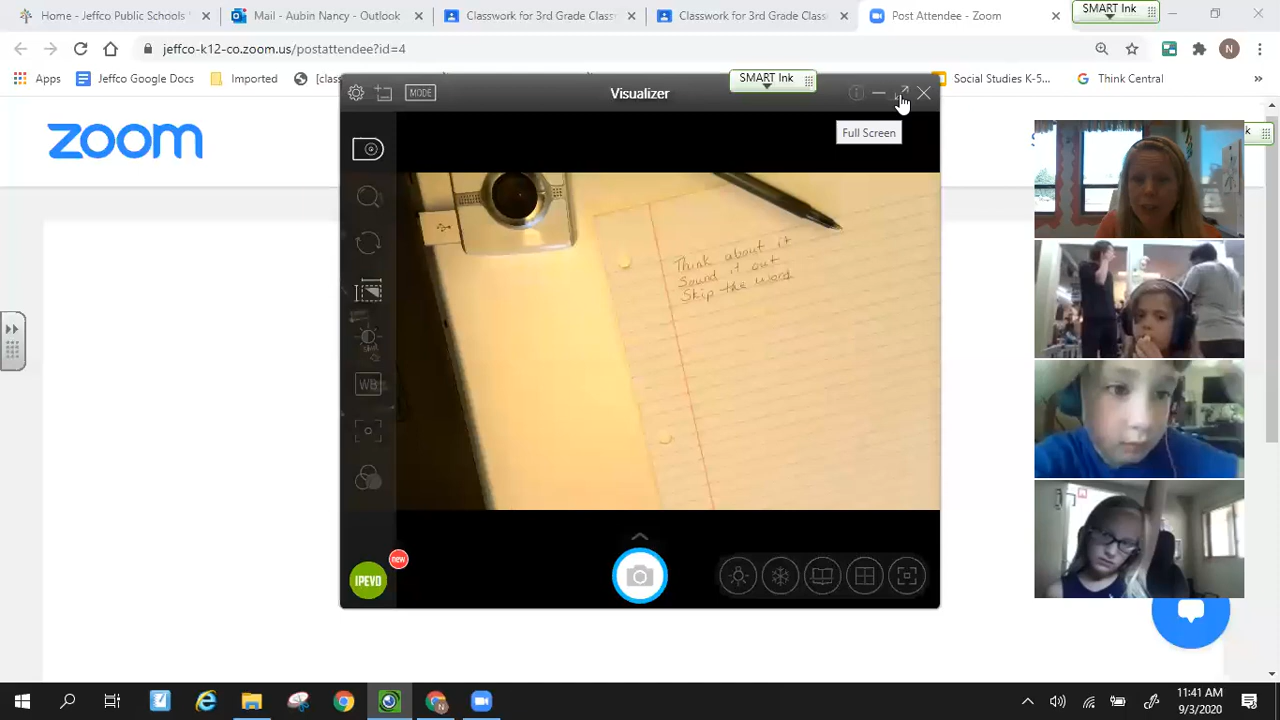 Home - Jeffco Public Schools
Mail - Aubin Nancy - Outlook
Classwork for 3rd Grade Class
Classwork for 3rd Grade Class
Post Attendee - Zoom
SMART Ink
jeffco-k12-co.zoom.us/postattendee?id=4
N
Apps
Jeffco Google Docs
Imported
[class
Social Studies K-5...
Think Central
»
zoom
MODE
Visualizer
SMART Ink
Full Screen
k
Think about it
Sound it out
Skip the word
WB
new
IPEVO
11:41 AM
9/3/2020